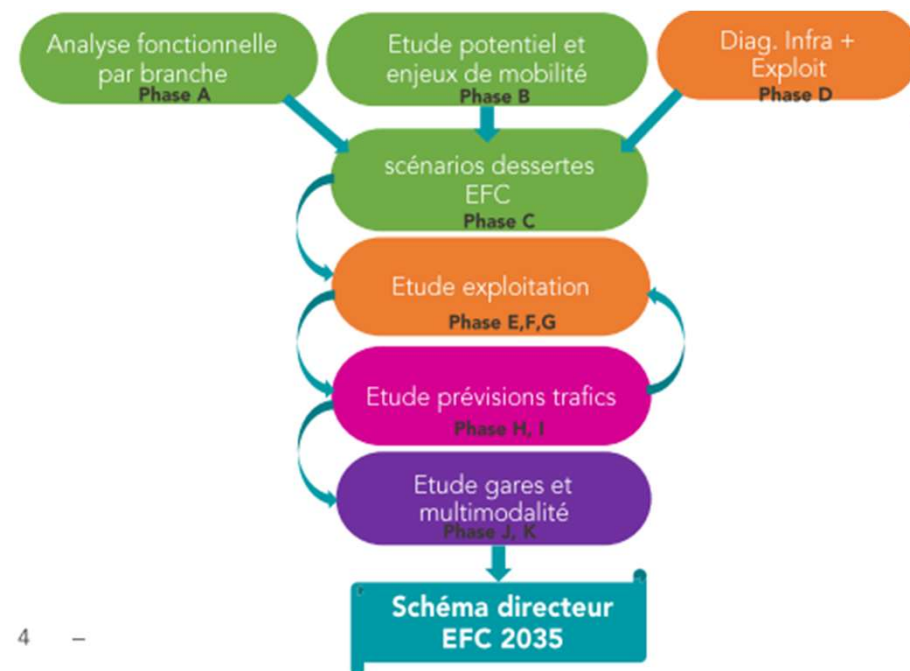 Analyse fonctionnelle
par branche
Phase A
Etude potentiel et
enjeux de mobilité
Phase B
Diag. Infra +
Exploit
Phase D
scénarios dessertes
EFC
Phase C
Etude exploitation
Phase E,F,G
Etude prévisions trafics
Phase H, I
Etude gares et
multimodalité
Phase J, K
Schéma directeur
EFC 2035
4 –